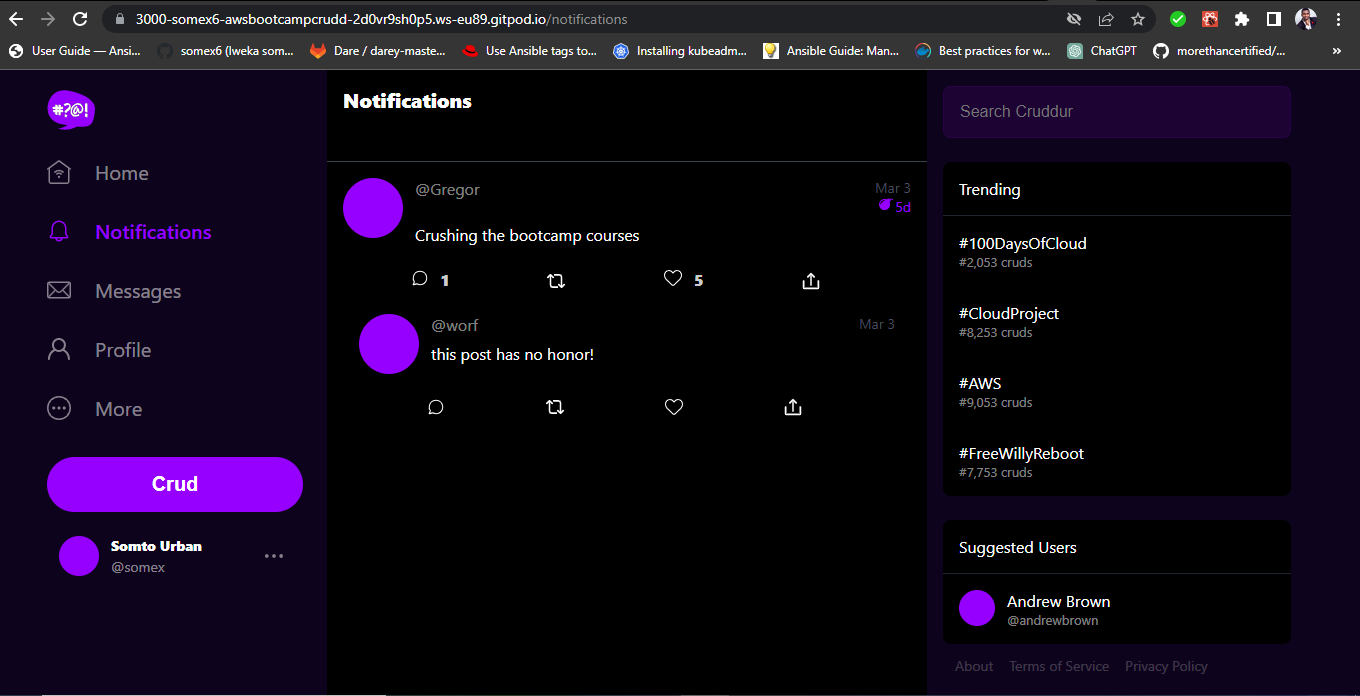 3000-somex6-awsbootcampcrudd-2d0vr9sh0p5.ws-eu89.gitpod.io/notifications
User Guide — Ansi...
somex6 (Iweka som...
Dare / darey-maste...
Use Ansible tags to...
Installing kubeadm...
Ansible Guide: Man...
Best practices for w...
ChatGPT
morethancertified/...
»
#?@!
Home
Notifications
Messages
Profile
More
Crud
Somto Urban
@somex
Notifications
@Gregor
Mar 3
5d
Crushing the bootcamp courses
1
5
@worf
Mar 3
this post has no honor!
Search Cruddur
Trending
#100DaysOfCloud
#2,053 cruds
#CloudProject
#8,253 cruds
#AWS
#9,053 cruds
#FreeWillyReboot
#7,753 cruds
Suggested Users
Andrew Brown
@andrewbrown
About Terms of Service Privacy Policy